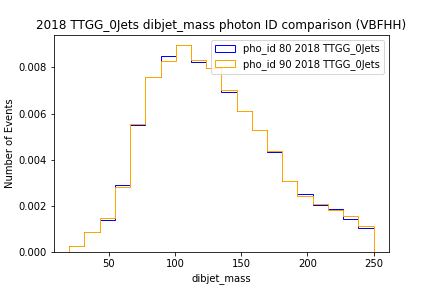 2018 TTGG_0Jets dibjet_mass photon ID comparison (VBFHH)
pho_id 80 2018 TTGG_0Jets
pho_id 90 2018 TTGG_0Jets
Number of Events
0.008
0.006
0.004
0.002
0.000
50 100 150 200 250
dibjet_mass